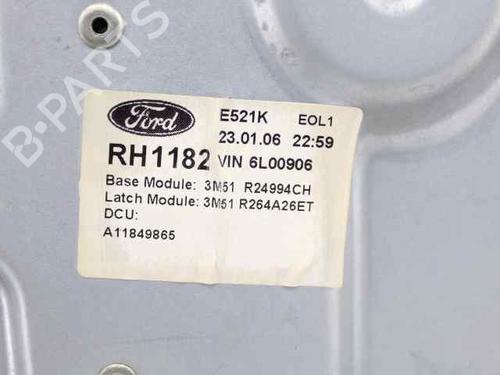 Ford E521K EOL1
23.01.06 22:59
RH1182 VIN 6L00906
Base Module: 3M51 R24994CH
Latch Module: 3M51 R264A26ET
DCU:
A11849865